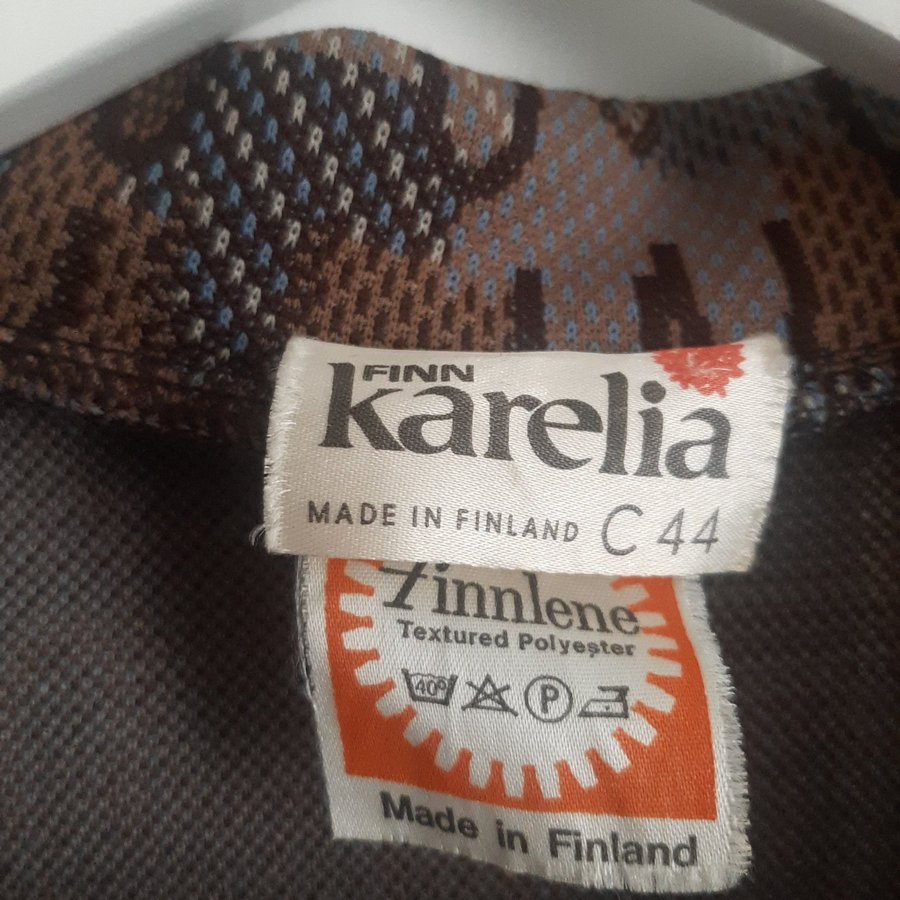 FINN
karelia
MADE IN FINLAND C 44
Finnlene
Textured Polyester
40° P
Made in Finland